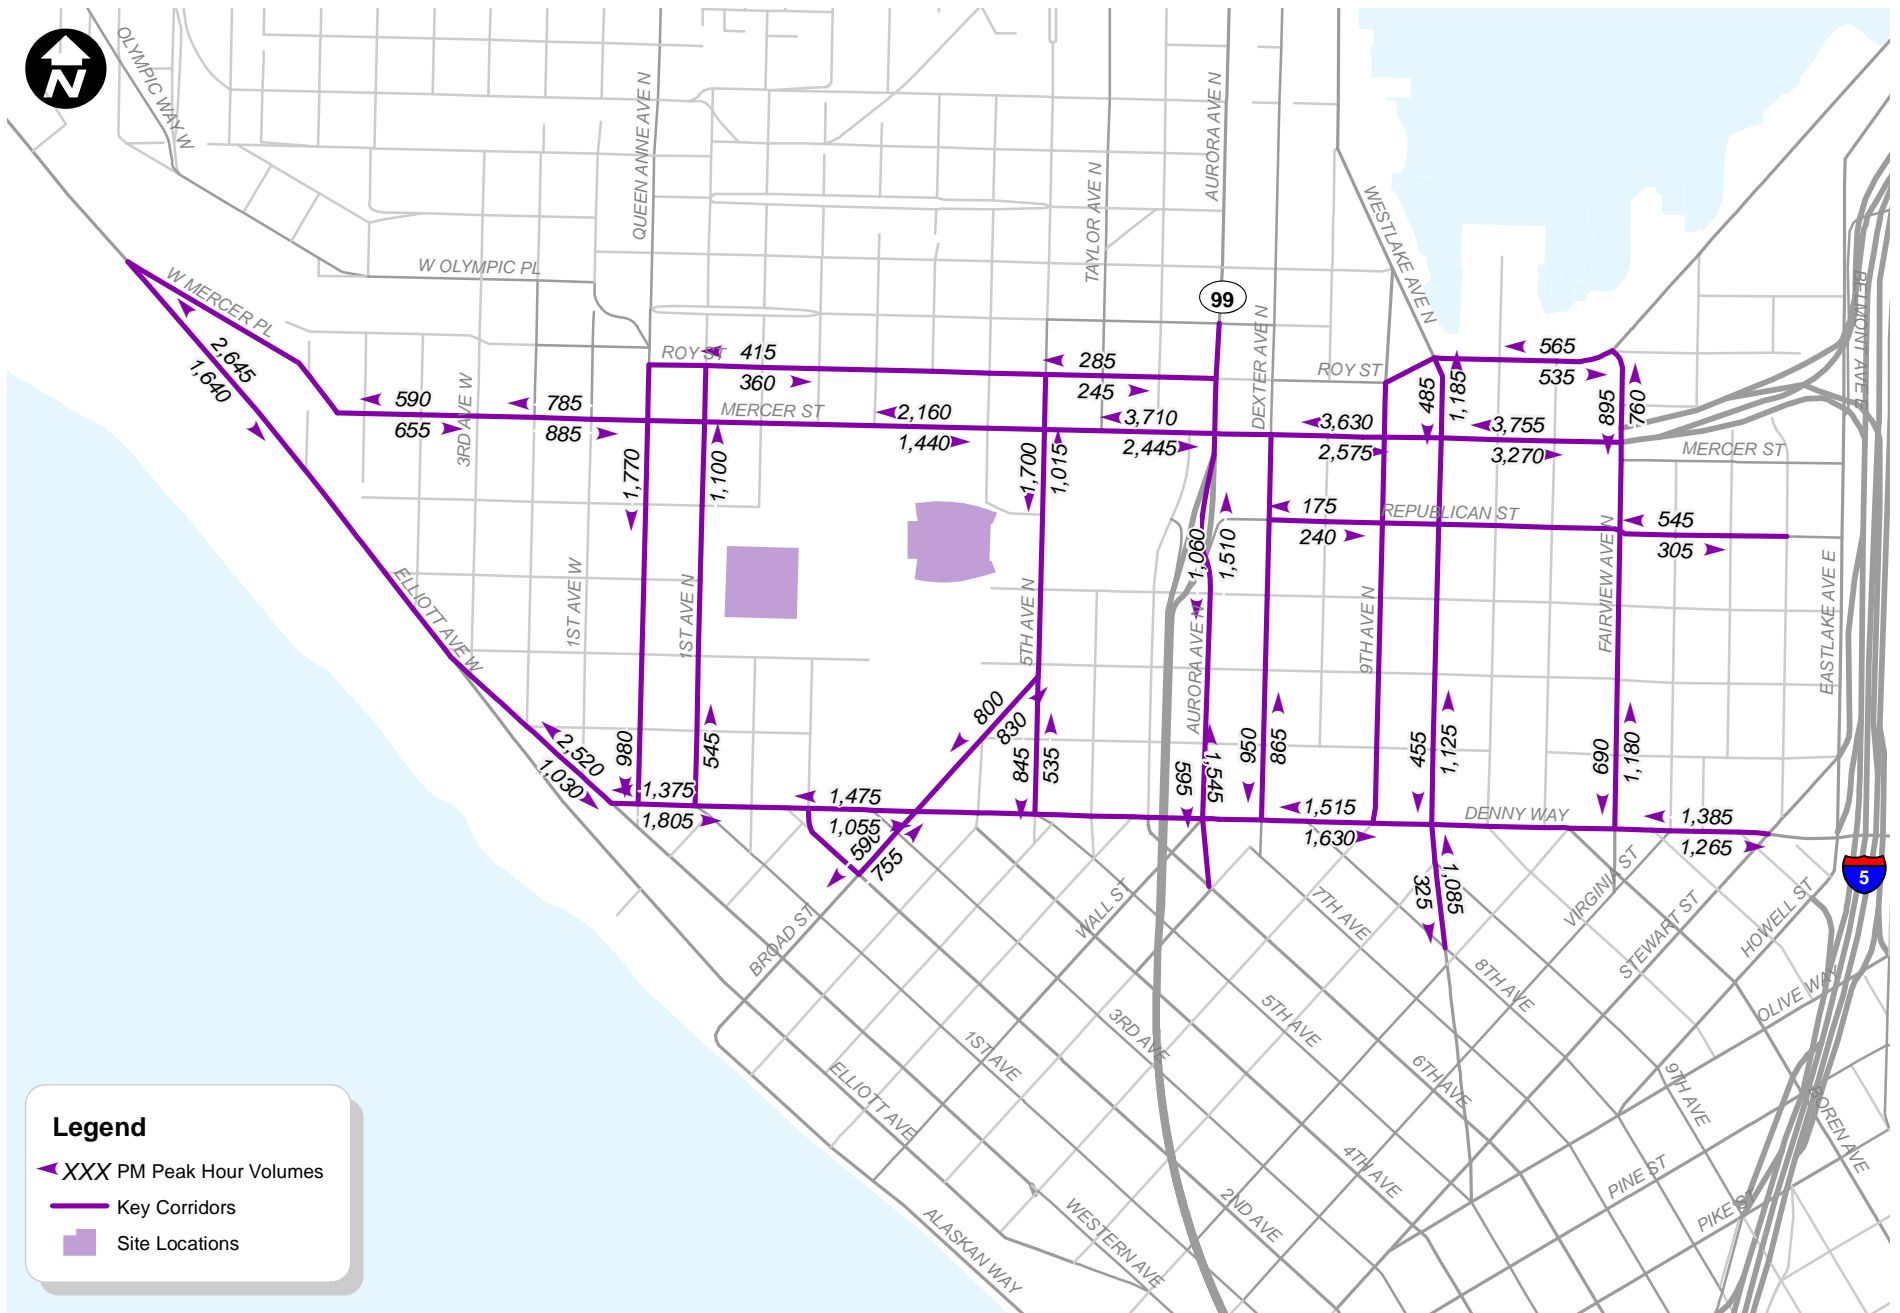 N
OLYMPIC WAY W
QUEEN ANNE AVE N
TAYLOR AVE N
AURORA AVE N
WESTLAKE AVE N
W OLYMPIC PL
W MERCER PL
99
DEXTER AVE N
BELMONT AVE E
ROY ST
415
360
285
245
ROY ST
565
535
2,645
1,640
590
655
3RD AVE W
785
885
MERCER ST
2,160
1,440
3,710
2,445
3,630
2,575
485
1,185
3,755
3,270
895
760
MERCER ST
1,770
1,100
1,700
1,015
175
240
REPUBLICAN ST
545
305
1,060
1,510
ELLIOTT AVE W
1ST AVE W
1ST AVE N
5TH AVE N
AURORA AVE N
9TH AVE N
FAIRVIEW AVE N
EASTLAKE AVE E
2,520
1,030
980
545
800
830
845
535
595
1,545
950
865
455
1,125
690
1,180
1,375
1,805
1,475
1,055
590
755
1,515
1,630
DENNY WAY
1,385
1,265
325
1,085
5
BROAD ST
WALL ST
7TH AVE
VIRGINIA ST
STEWART ST
HOWELL ST
8TH AVE
OLIVE WAY
1ST AVE
3RD AVE
5TH AVE
6TH AVE
9TH AVE
BOREN AVE
ELLIOTT AVE
4TH AVE
PINE ST
PIKE ST
2ND AVE
WESTERN AVE
ALASKAN WAY
Legend
XXX PM Peak Hour Volumes
Key Corridors
Site Locations